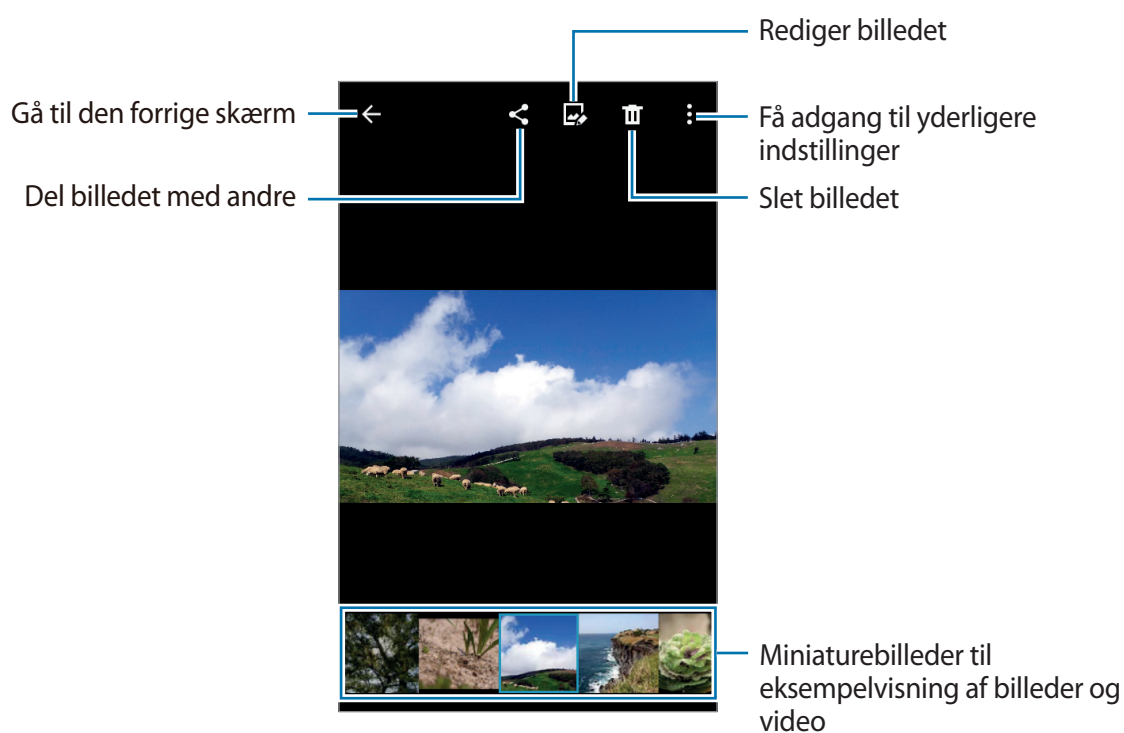 Rediger billedet
Gå til den forrige skærm
Få adgang til yderligere
indstillinger
Del billedet med andre
Slet billedet
Miniaturebilleder til
eksempelvisning af billeder og
video